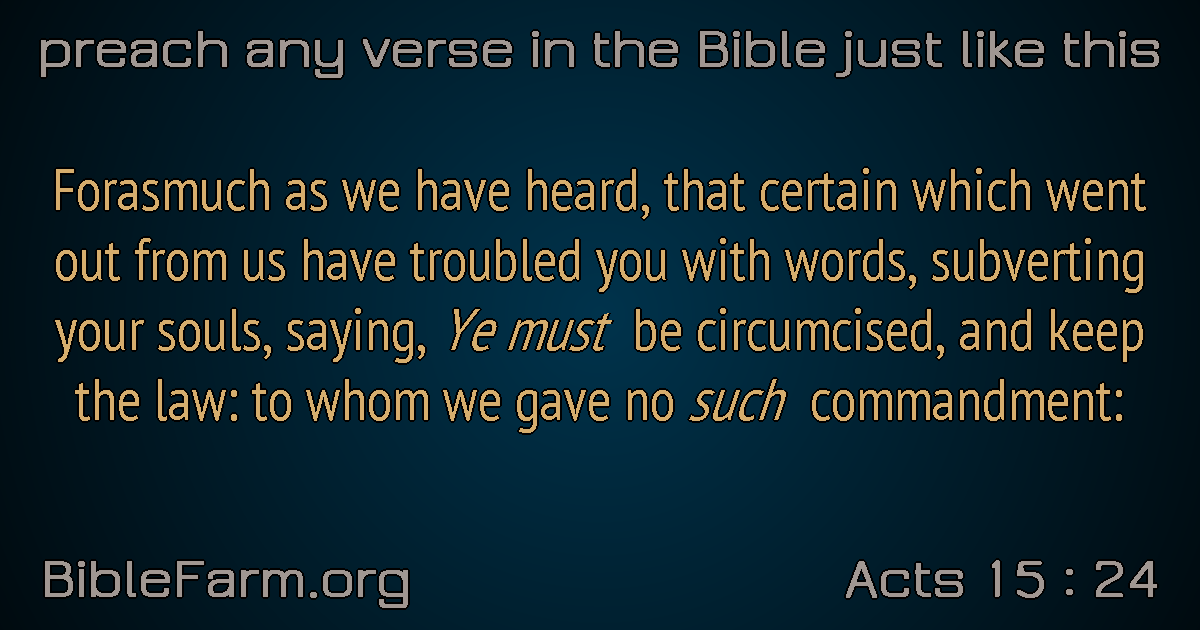 preach any verse in the Bible just like this
Forasmuch as we have heard, that certain which went
out from us have troubled you with words, subverting
your souls, saying, Ye must be circumcised, and keep
the law: to whom we gave no such commandment:
BibleFarm.org
Acts 15 : 24